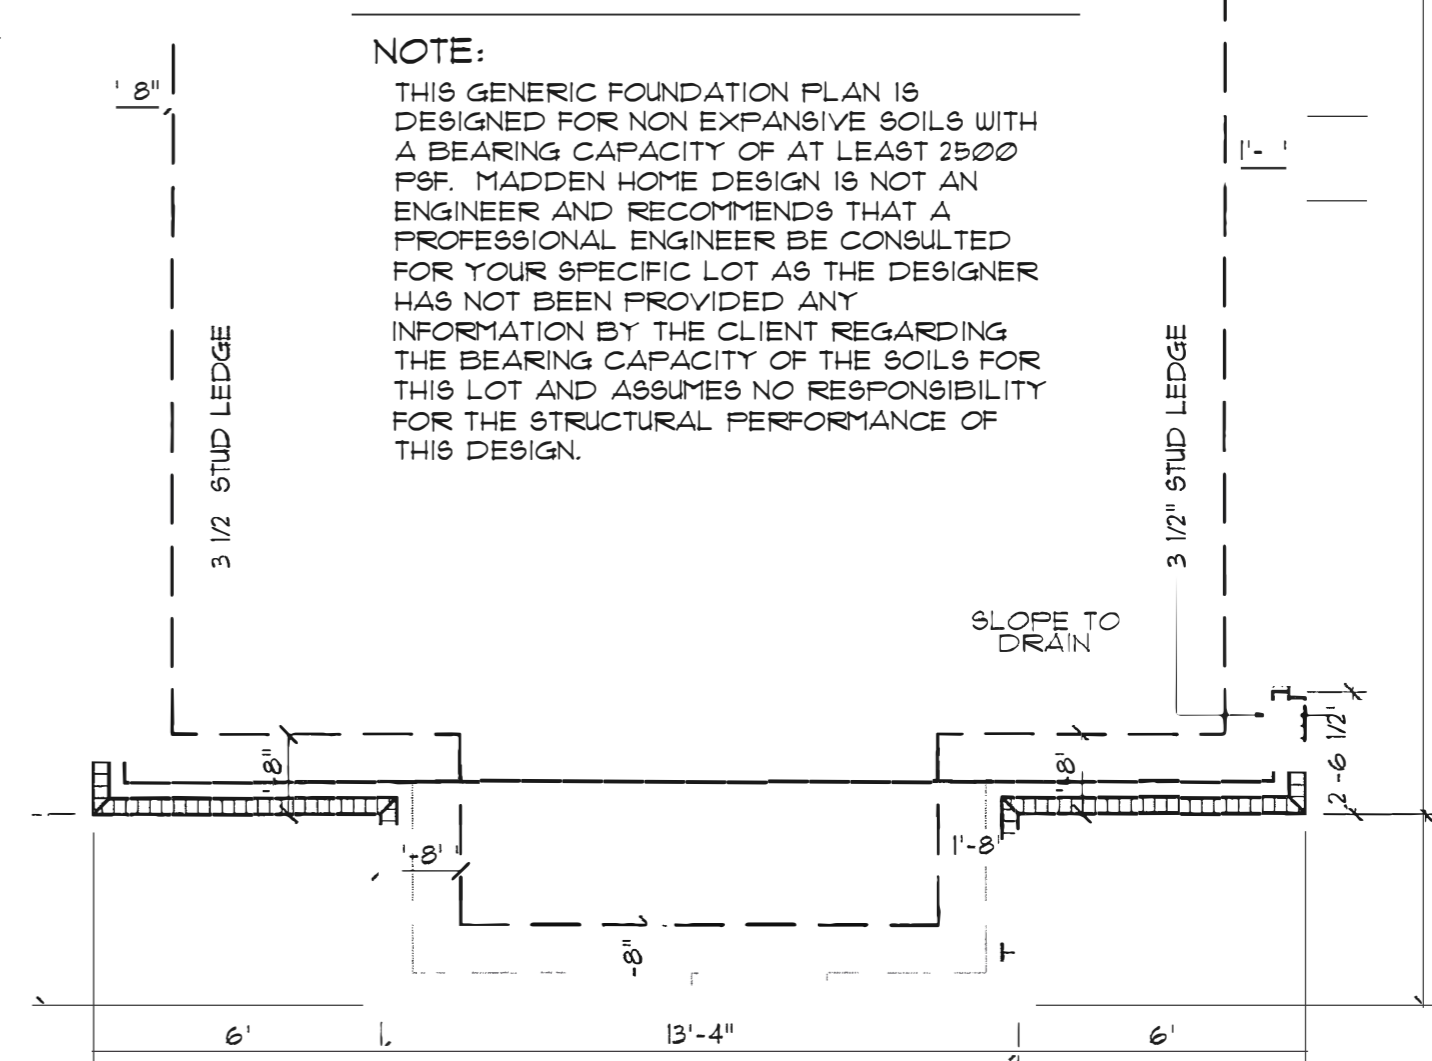 NOTE:
THIS GENERIC FOUNDATION PLAN IS
DESIGNED FOR NON EXPANSIVE SOILS WITH
A BEARING CAPACITY OF AT LEAST 2500
PSF. MADDEN HOME DESIGN IS NOT AN
ENGINEER AND RECOMMENDS THAT A
PROFESSIONAL ENGINEER BE CONSULTED
FOR YOUR SPECIFIC LOT AS THE DESIGNER
HAS NOT BEEN PROVIDED ANY
INFORMATION BY THE CLIENT REGARDING
THE BEARING CAPACITY OF THE SOILS FOR
THIS LOT AND ASSUMES NO RESPONSIBILITY
FOR THE STRUCTURAL PERFORMANCE OF
THIS DESIGN.
' 8"
1'- '
3 1/2 STUD LEDGE
3 1/2" STUD LEDGE
SLOPE TO
DRAIN
-8"
-8'
2 -6 1/2'
'-8'
1'-8'
-8"
6'
13'-4"
6'